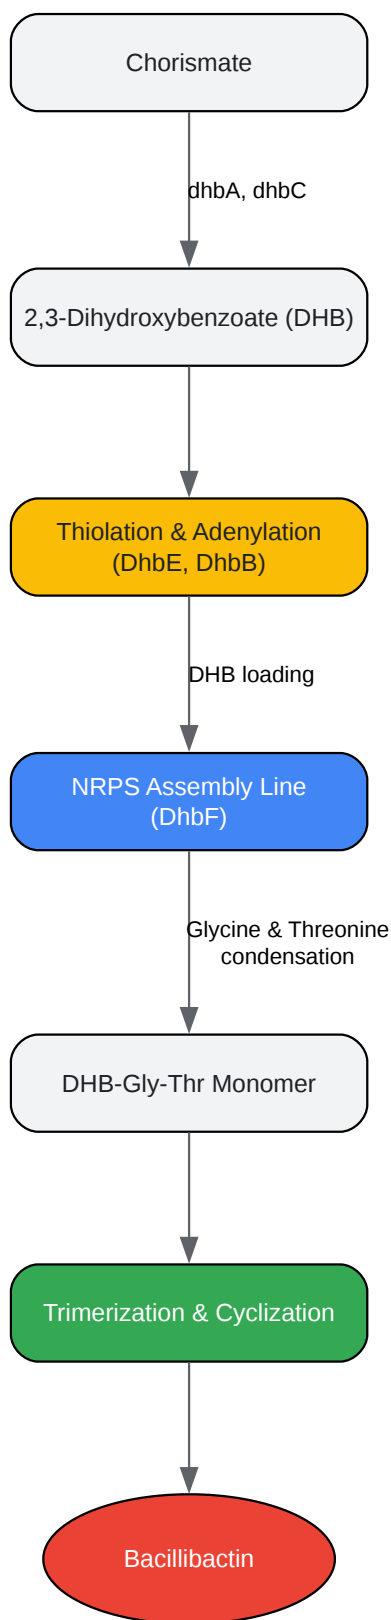 Chorismate
dhbA, dhbC
2,3-Dihydroxybenzoate (DHB)
Thiolation & Adenylation
(DhbE, DhbB)
DHB loading
NRPS Assembly Line
(DhbF)
Glycine & Threonine
condensation
DHB-Gly-Thr Monomer
Trimerization & Cyclization
Bacillibactin